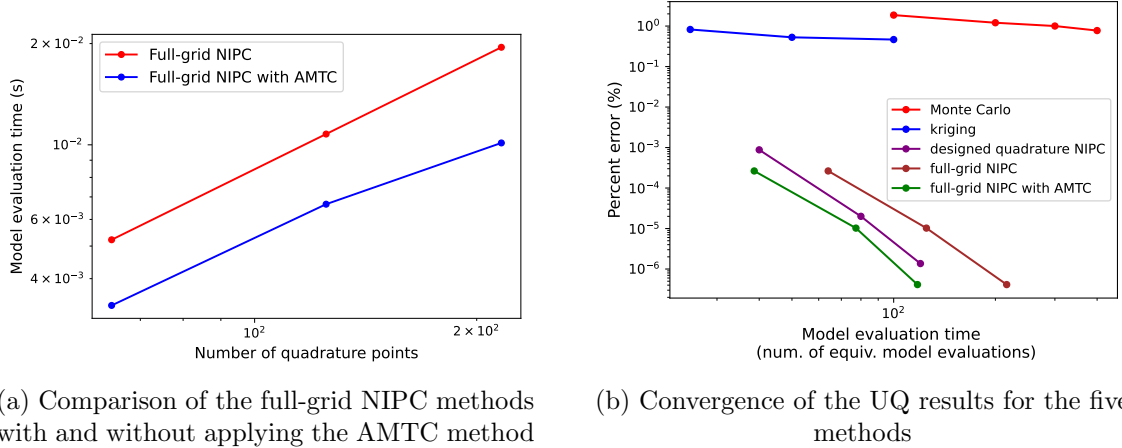 2 × 10⁻²
10⁻²
6 × 10⁻³
4 × 10⁻³
Model evaluation time (s)
Full-grid NIPC
Full-grid NIPC with AMTC
10²
2 × 10²
Number of quadrature points
10⁰
10⁻¹
10⁻²
10⁻³
10⁻⁴
10⁻⁵
10⁻⁶
Percent error (%)
Monte Carlo
kriging
designed quadrature NIPC
full-grid NIPC
full-grid NIPC with AMTC
10²
Model evaluation time
(num. of equiv. model evaluations)
a) Comparison of the full-grid NIPC methods
with and without applying the AMTC method
(b) Convergence of the UQ results for the five
methods